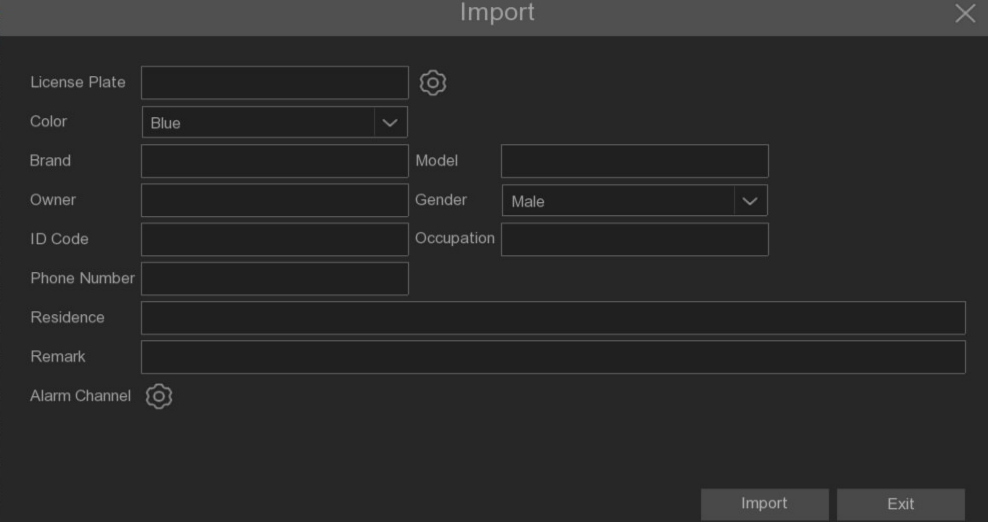 Import
License Plate
Color Blue
Brand Model
Owner Gender Male
ID Code Occupation
Phone Number
Residence
Remark
Alarm Channel
Import Exit